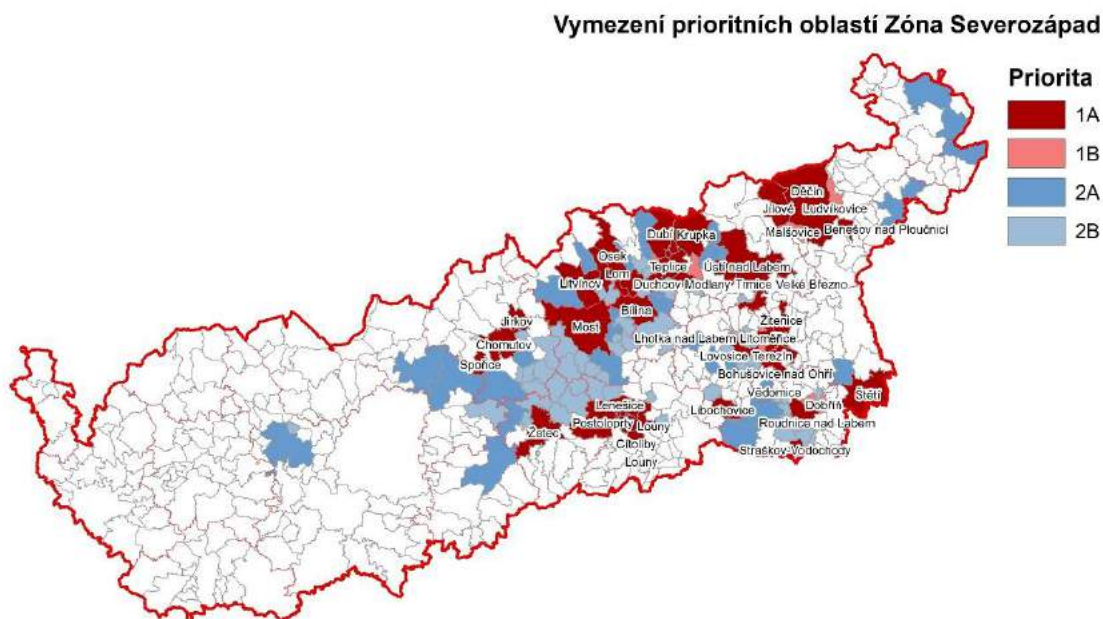 Vymezení prioritních oblastí Zóna Severozápad
Priorita
1A
1B
2A
2B
Děčín
Jílové Ludvíkovice
Malšovice Benešov nad Ploučnicí
Dubí Krupka
Osek
Teplice Ústí nad Labem
Lom
Litvínov Duchcov Modlany Trmice Velké Březno
Bílina
Jirkov Most Žitenice
Chomutov Lhotka nad Labem Litoměřice
Spořice Lovosice Terezín
Bohušovice nad Ohří
Vědomice Štětí
Lenešice Libochovice Dobříň
Postoloprty Louny Roudnice nad Labem
Žatec
Cítoliby Straškov-Vodochody
Louny